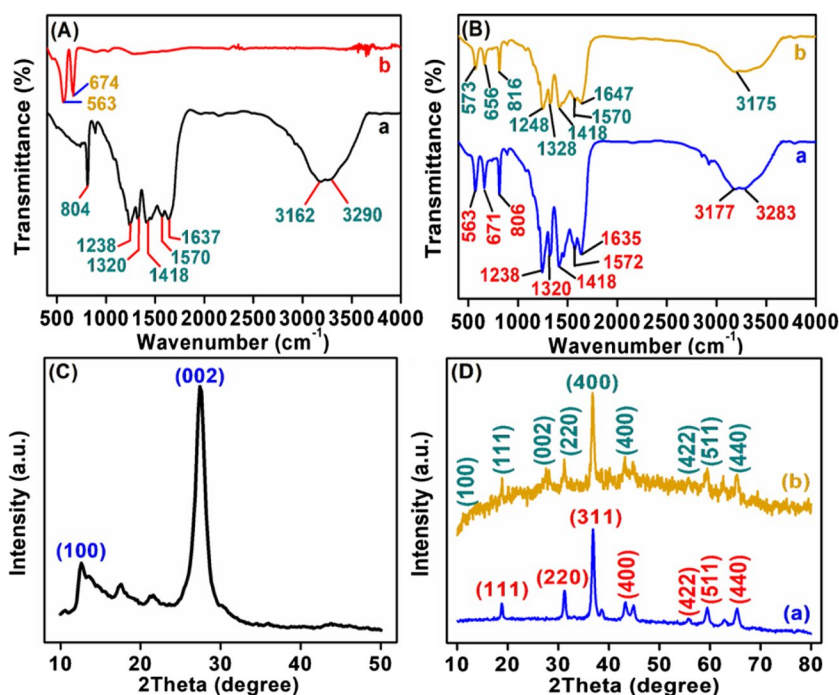 (A)
b
674
563
a
804
1238
1320
1418
1570
1637
3162
3290
Transmittance (%)
400 1000 1500 2000 2500 3000 3500 4000
Wavenumber (cm-1)
(B)
b
573
656
816
1248
1328
1418
1570
1647
3175
a
563
671
806
1238
1320
1418
1572
1635
3177
3283
Transmittance (%)
400 1000 1500 2000 2500 3000 3500 4000
Wavenumber (cm-1)
(C)
(002)
(100)
Intensity (a.u.)
10 20 30 40 50
2Theta (degree)
(D)
(400)
(100)
(111)
(002)
(220)
(400)
(422)
(511)
(440)
(b)
(311)
(111)
(220)
(400)
(422)
(511)
(440)
(a)
Intensity (a.u.)
10 20 30 40 50 60 70 80
2Theta (degree)